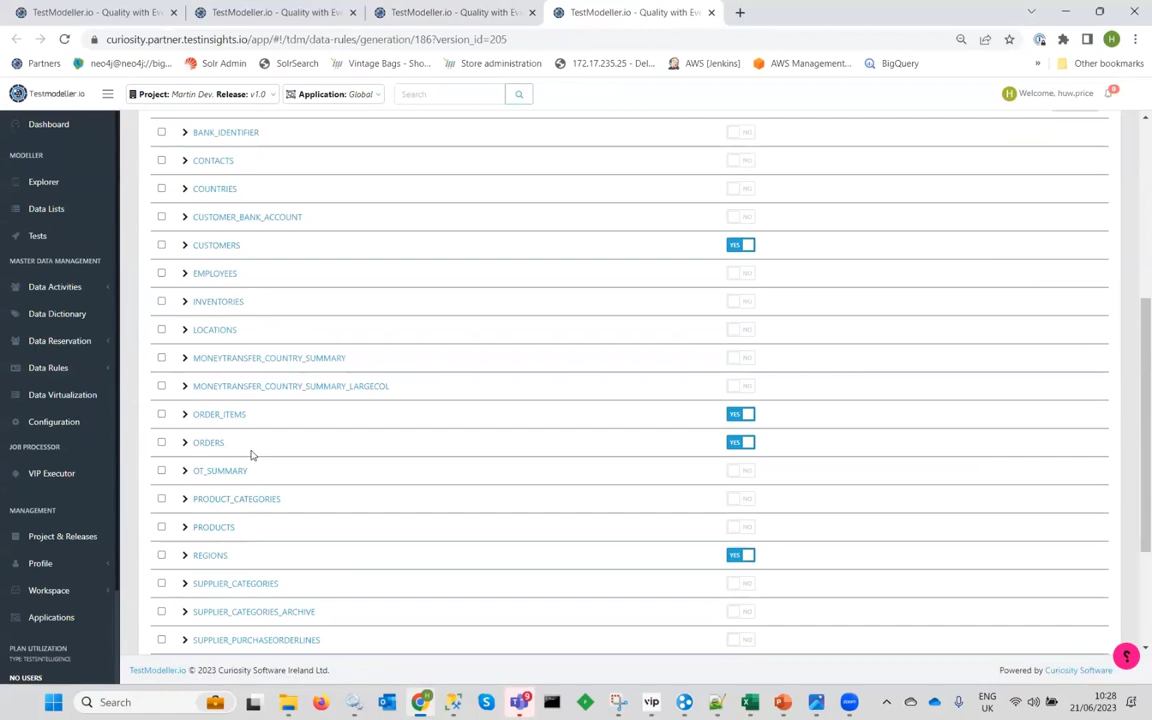 TestModeller.io - Quality with Eve
TestModeller.io - Quality with Eve
TestModeller.io - Quality with Eve
TestModeller.io - Quality with Eve
curiosity.partner.testinsights.io/app/#!/tdm/data-rules/generation/186?version_id=205
Partners
neo4j@neo4j://big...
Solr Admin
SolrSearch
Vintage Bags - Sho...
Store administration
172.17.235.25 - Del...
AWS [Jenkins]
AWS Management...
BigQuery
»
Other bookmarks
TestModeller.io
Project: Martin Dev. Release: v1.0
Application: Global
Search
Welcome, huw.price
Dashboard
MODELLER
Explorer
Data Lists
Tests
MASTER DATA MANAGEMENT
Data Activities
Data Dictionary
Data Reservation
Data Rules
Data Virtualization
Configuration
JOB PROCESSOR
VIP Executor
MANAGEMENT
Project & Releases
Profile
Workspace
Applications
PLAN UTILIZATION
TYPE: TESTSINTELLIGENCE
NO USERS
BANK_IDENTIFIER NO
CONTACTS NO
COUNTRIES NO
CUSTOMER_BANK_ACCOUNT NO
CUSTOMERS YES
EMPLOYEES NO
INVENTORIES NO
LOCATIONS NO
MONEYTRANSFER_COUNTRY_SUMMARY NO
MONEYTRANSFER_COUNTRY_SUMMARY_LARGECOL NO
ORDER_ITEMS YES
ORDERS YES
OT_SUMMARY NO
PRODUCT_CATEGORIES NO
PRODUCTS NO
REGIONS YES
SUPPLIER_CATEGORIES NO
SUPPLIER_CATEGORIES_ARCHIVE NO
SUPPLIER_PURCHASEORDERLINES NO
TestModeller.io © 2023 Curiosity Software Ireland Ltd.
Powered by Curiosity Software
Search
vip
zoom
ENG
UK
10:28
21/06/2023